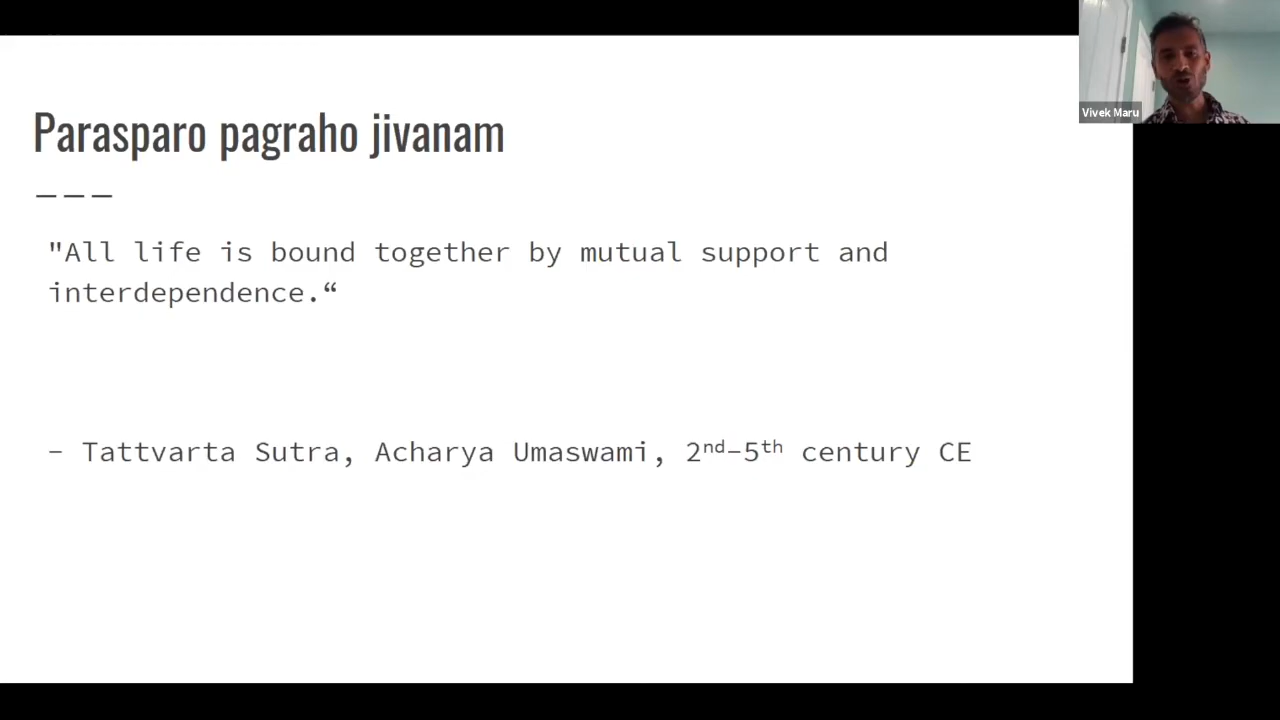 Parasparo pagraho jivanam
———
"All life is bound together by mutual support and
interdependence.“
- Tattvarta Sutra, Acharya Umaswami, 2nd-5th century CE
Vivek Maru